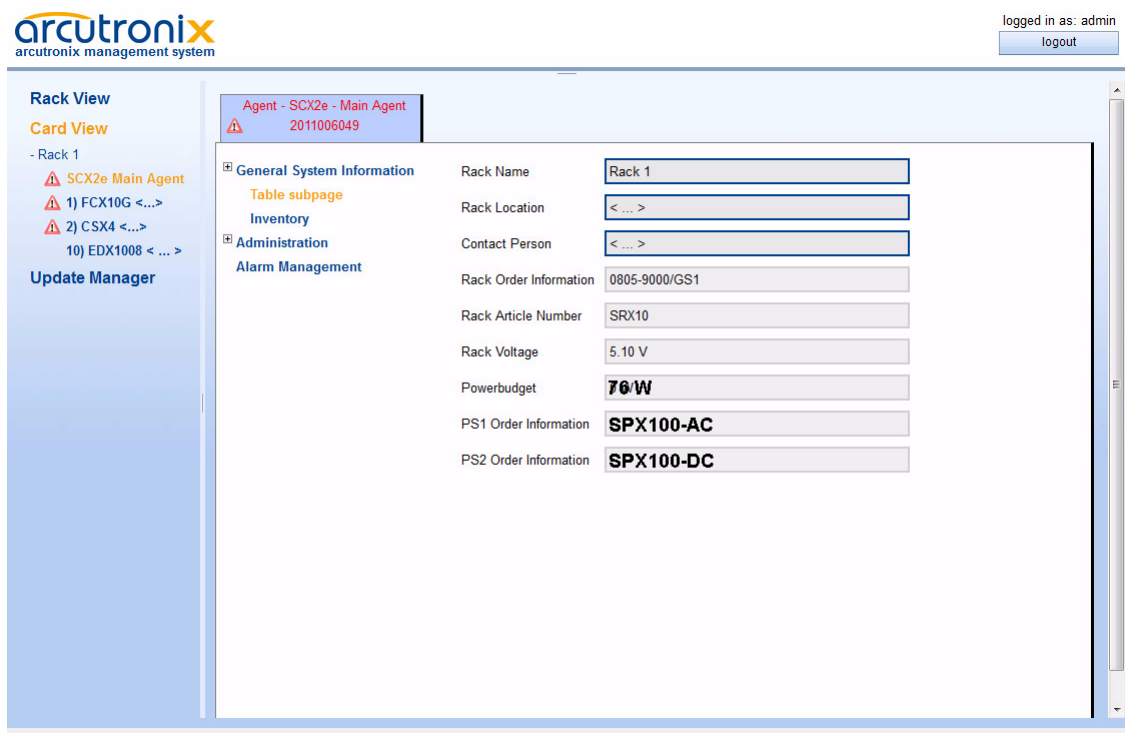 arcutronix
arcutronix management system
logged in as: admin
logout
Rack View
Card View
- Rack 1
SCX2e Main Agent
1) FCX10G <...>
2) CSX4 <...>
10) EDX1008 < ... >
Update Manager
Agent - SCX2e - Main Agent
2011006049
General System Information
Table subpage
Inventory
Administration
Alarm Management
Rack Name Rack 1
Rack Location < ... >
Contact Person < ... >
Rack Order Information 0805-9000/GS1
Rack Article Number SRX10
Rack Voltage 5.10 V
Powerbudget 76/W
PS1 Order Information SPX100-AC
PS2 Order Information SPX100-DC